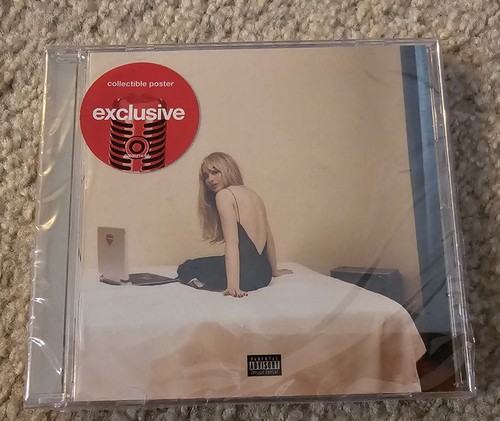 collectible poster
exclusive
PARENTAL
ADVISORY
EXPLICIT CONTENT